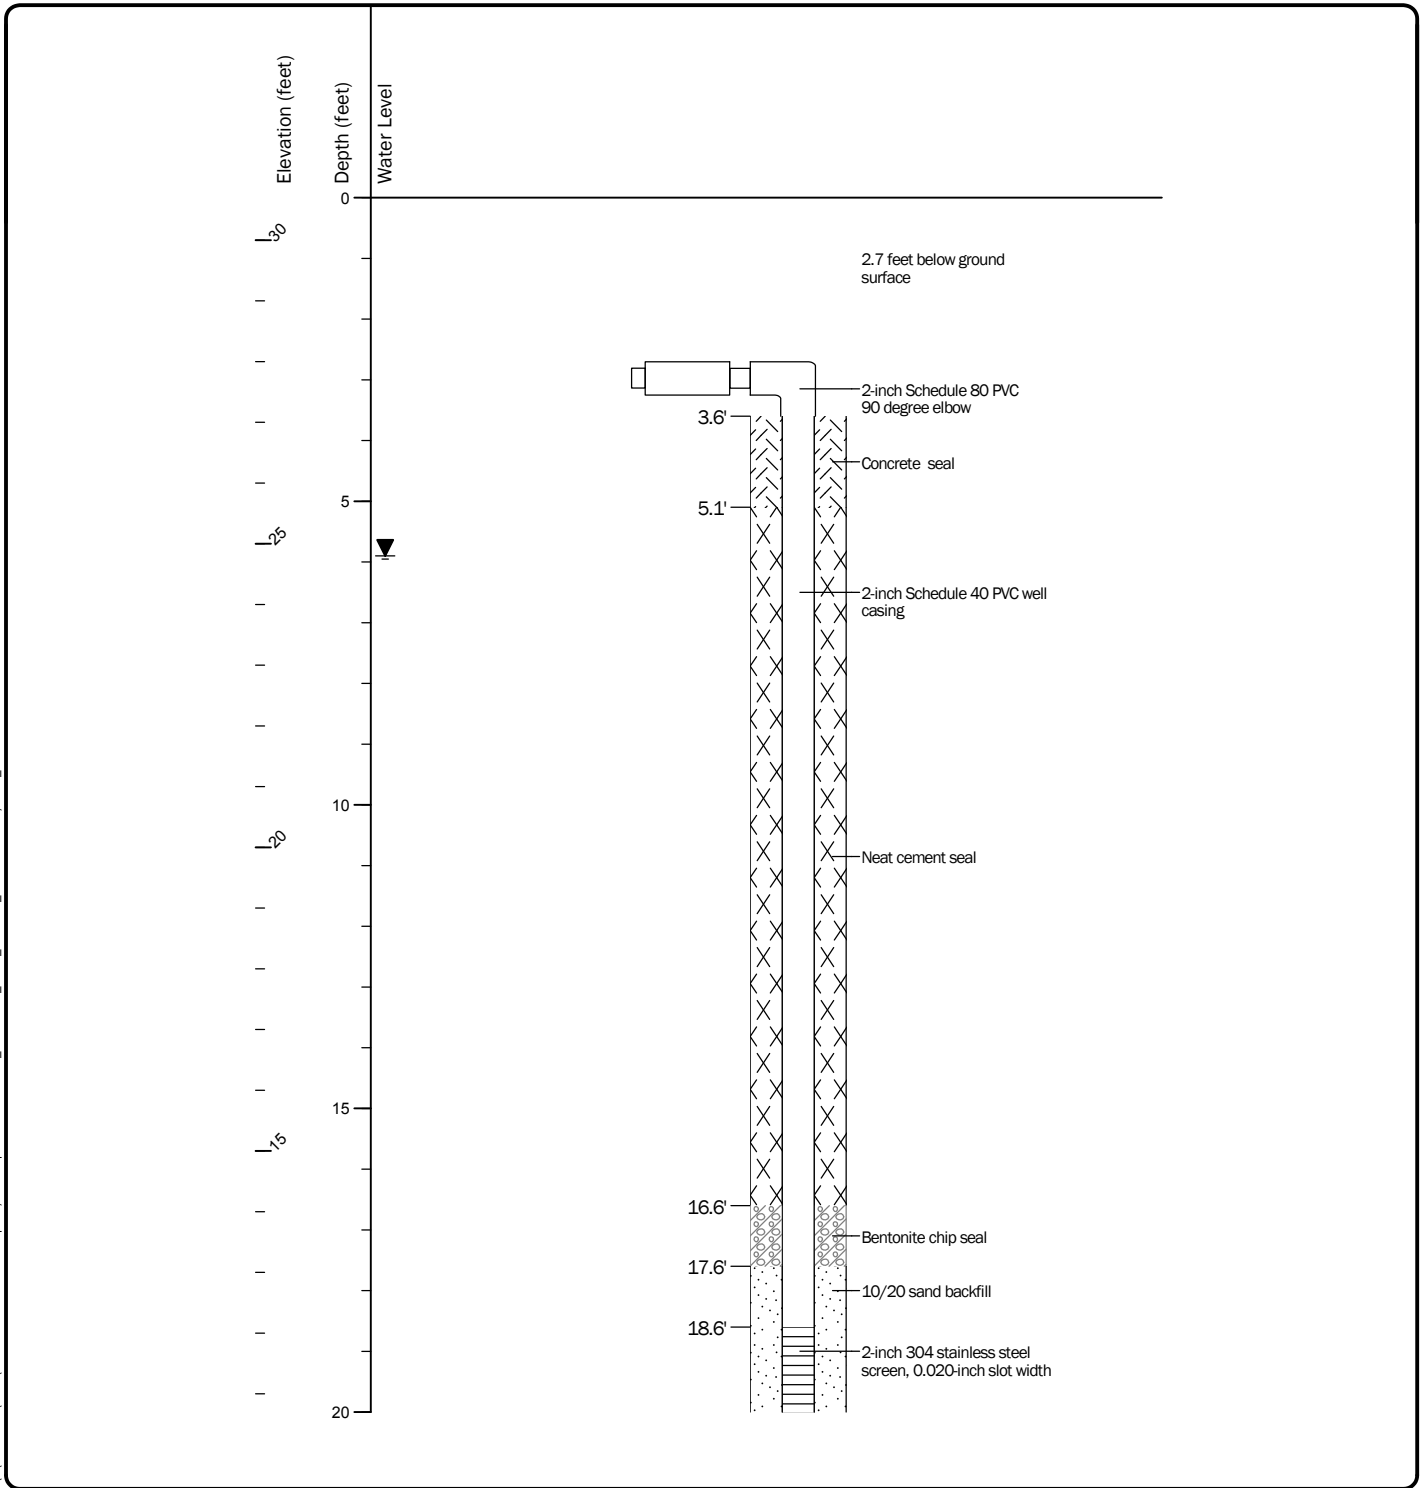 Elevation (feet)
Depth (feet)
Water Level
0
30
2.7 feet below ground
surface
2-inch Schedule 80 PVC
90 degree elbow
3.6'
Concrete seal
5
5.1'
25
2-inch Schedule 40 PVC well
casing
10
20
Neat cement seal
15
15
16.6'
Bentonite chip seal
17.6'
10/20 sand backfill
18.6'
2-inch 304 stainless steel
screen, 0.020-inch slot width
20